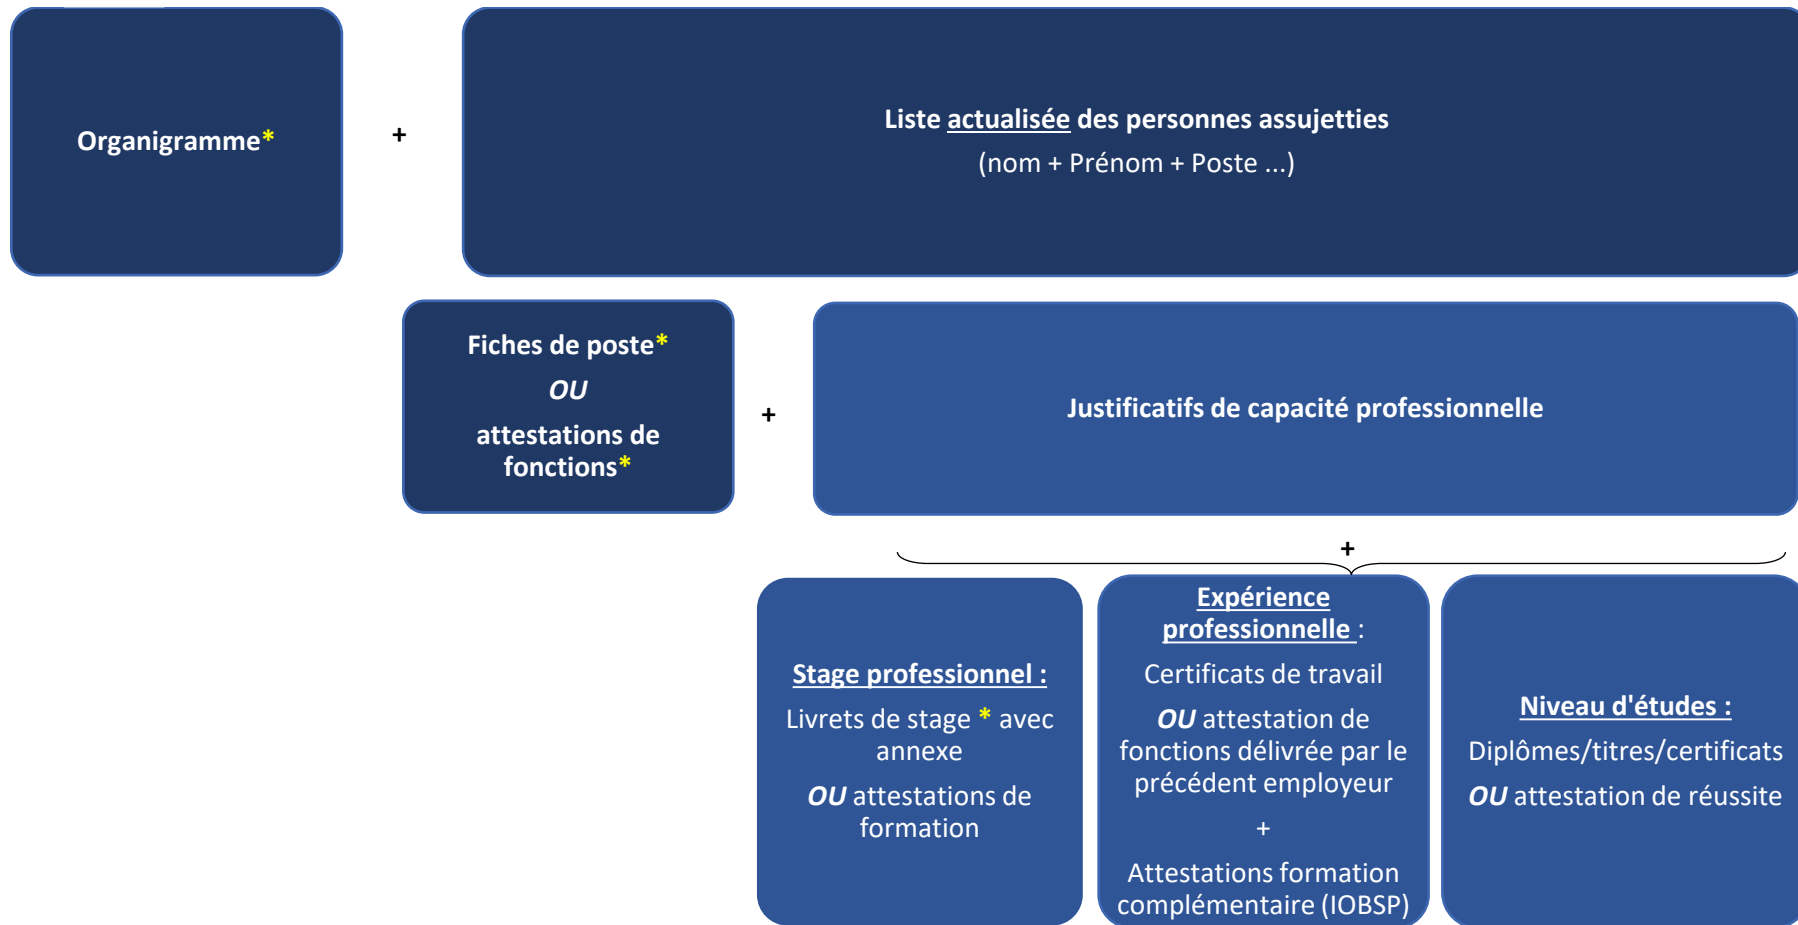 Organigramme*
+
Liste actualisée des personnes assujetties
(nom + Prénom + Poste ...)
Fiches de poste*
OU
attestations de
fonctions*
+
Justificatifs de capacité professionnelle
+
Stage professionnel :
Livrets de stage * avec
annexe
OU attestations de
formation
Expérience
professionnelle :
Certificats de travail
OU attestation de
fonctions délivrée par le
précédent employeur
+
Attestations formation
complémentaire (IOBSP)
Niveau d'études :
Diplômes/titres/certificats
OU attestation de réussite